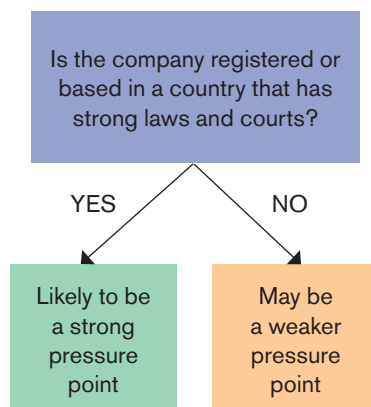 Is the company registered or
based in a country that has
strong laws and courts?
YES
NO
Likely to be
a strong
pressure
point
May be
a weaker
pressure
point